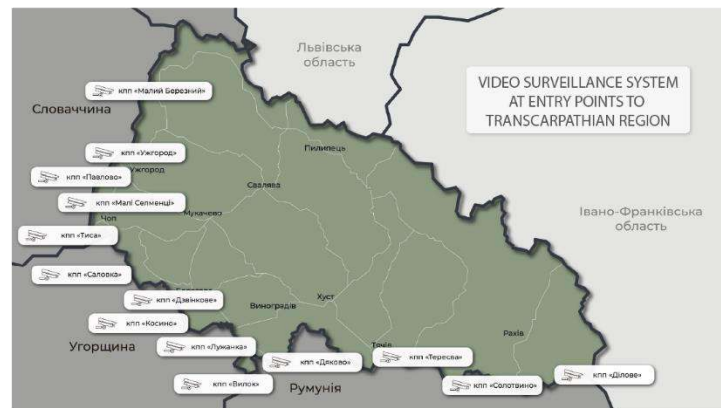 Львівська
область
VIDEO SURVEILLANCE SYSTEM
AT ENTRY POINTS TO
TRANSCARPATHIAN REGION
кпп «Малий Березний»
Словаччина
кпп «Ужгород»
Пилипець
Ужгород
кпп «Павлово»
Свалява
кпп «Малі Селменці»
Мукачево
Чоп
Івано-Франківська
область
кпп «Тиса»
кпп «Саловка»
кпп «Дзвінкове»
Хуст
Виноградів
кпп «Косино»
Рахів
Угорщина
кпп «Лужанка»
Тячів
кпп «Тересва»
кпп «Дяково»
кпп «Ділове»
кпп «Вилок»
Румунія
кпп «Солотвино»